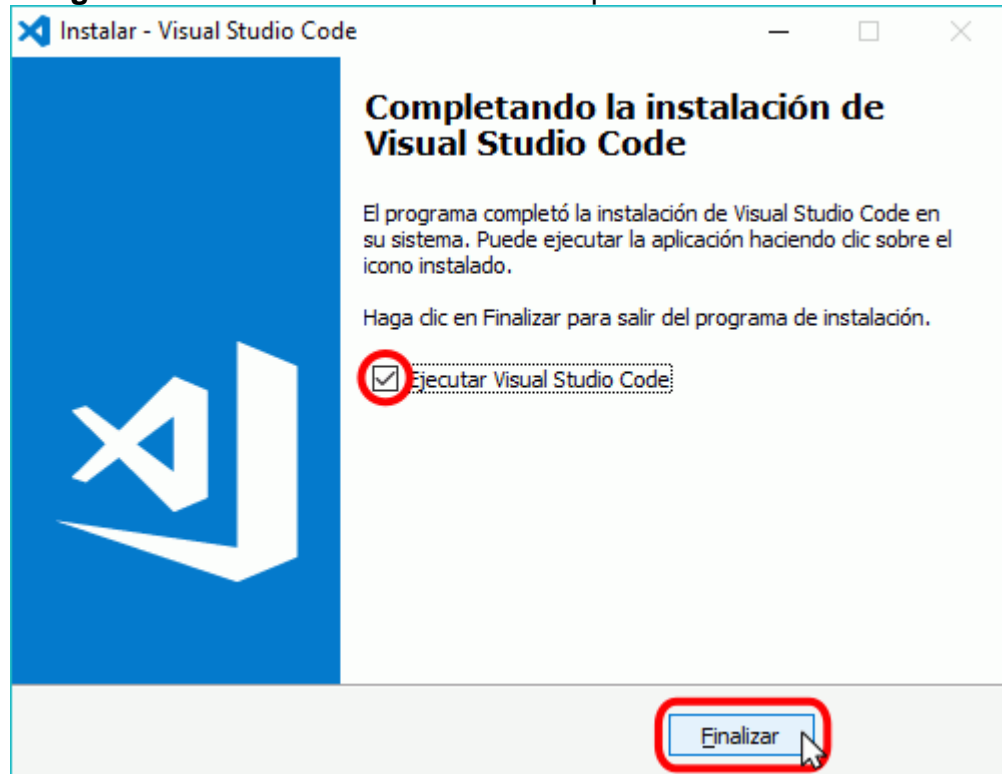 Instalar - Visual Studio Code
Completando la instalación de
Visual Studio Code
El programa completó la instalación de Visual Studio Code en
su sistema. Puede ejecutar la aplicación haciendo clic sobre el
icono instalado.
Haga clic en Finalizar para salir del programa de instalación.
Ejecutar Visual Studio Code
Finalizar